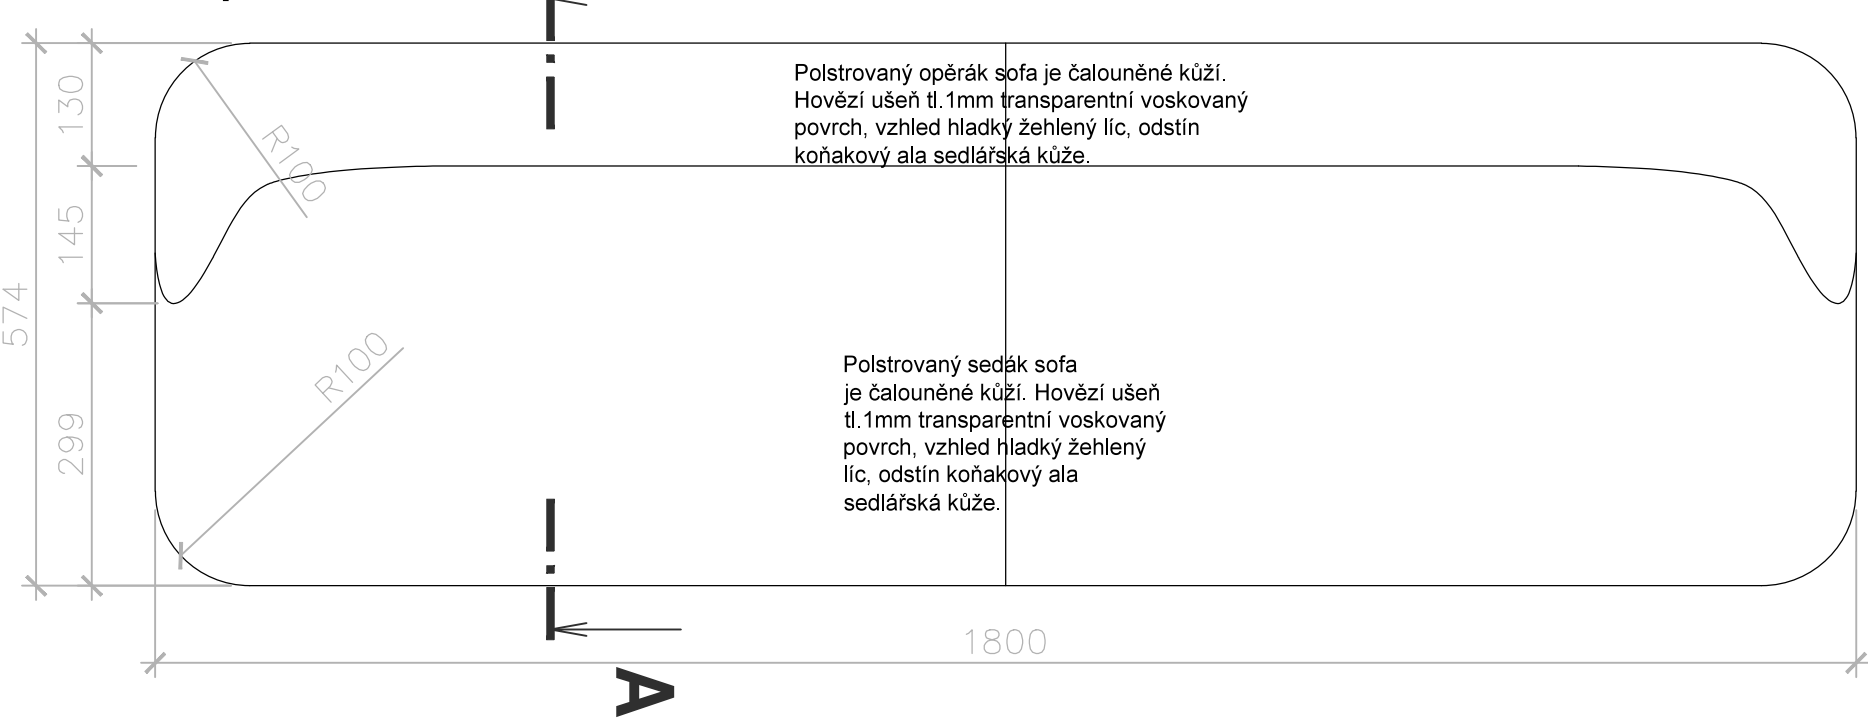 Polstrovaný opěrák sofa je čalouněné kůží.
Hovězí ušeň tl.1mm transparentní voskovaný
povrch, vzhled hladký žehlený líc, odstín
koňakový ala sedlářská kůže.
130
R100
145
574
R100
299
Polstrovaný sedák sofa
je čalouněné kůží. Hovězí ušeň
tl.1mm transparentní voskovaný
povrch, vzhled hladký žehlený
líc, odstín koňakový ala
sedlářská kůže.
1800
A